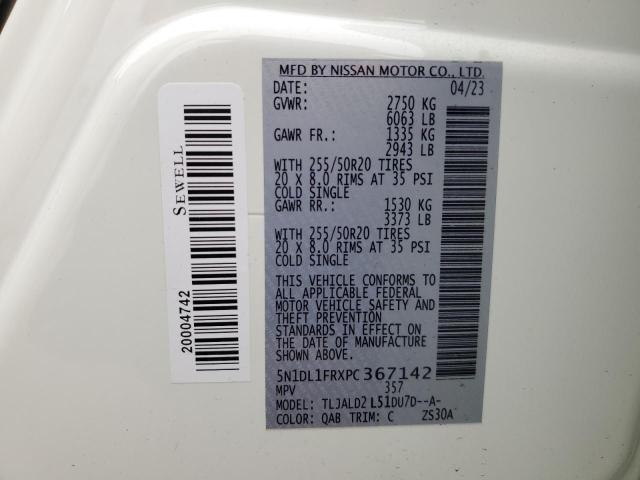 MFD BY NISSAN MOTOR CO., LTD.
DATE: 04/23
GVWR: 2750 KG
6063 LB
GAWR FR.: 1335 KG
2943 LB
WITH 255/50R20 TIRES
20 X 8.0 RIMS AT 35 PSI
COLD SINGLE
GAWR RR.: 1530 KG
3373 LB
WITH 255/50R20 TIRES
20 X 8.0 RIMS AT 35 PSI
COLD SINGLE
THIS VEHICLE CONFORMS TO
ALL APPLICABLE FEDERAL
MOTOR VEHICLE SAFETY AND
THEFT PREVENTION
STANDARDS IN EFFECT ON
THE DATE OF MANUFACTURE
SHOWN ABOVE.
5N1DL1FRXPC367142
MPV 357
MODEL: TLJALD2 L51DU7D--A-
COLOR: QAB TRIM: C ZS30A
SEWELL
20004742